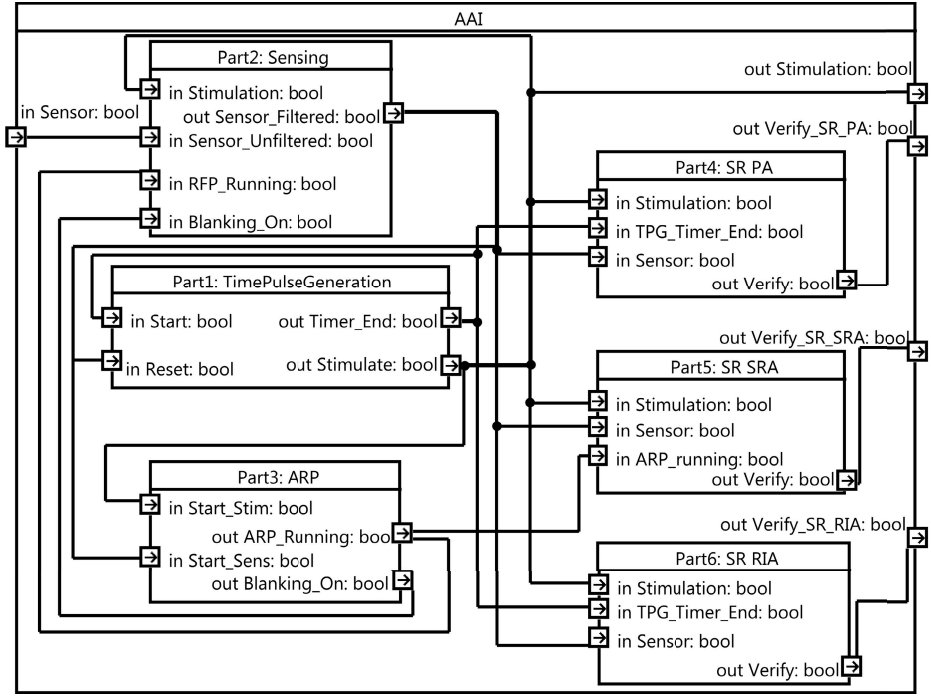 AAI
Part2: Sensing
in Stimulation: bool
out Sensor_Filtered: bool
in Sensor_Unfiltered: bool
in RFP_Running: bool
in Blanking_On: bool
in Sensor: bool
out Stimulation: bool
out Verify_SR_PA: bool
Part4: SR PA
in Stimulation: bool
in TPG_Timer_End: bool
in Sensor: bool
out Verify: bool
Part1: TimePulseGeneration
in Start: bool
out Timer_End: bool
in Reset: bool
out Stimulate: bool
out Verify_SR_SRA: bool
Part5: SR SRA
in Stimulation: bool
in Sensor: bool
in ARP_running: bool
out Verify: bool
Part3: ARP
in Start_Stim: bool
out ARP_Running: bool
in Start_Sens: bool
out Blanking_On: bool
out Verify_SR_RIA: bool
Part6: SR RIA
in Stimulation: bool
in TPG_Timer_End: bool
in Sensor: bool
out Verify: bool